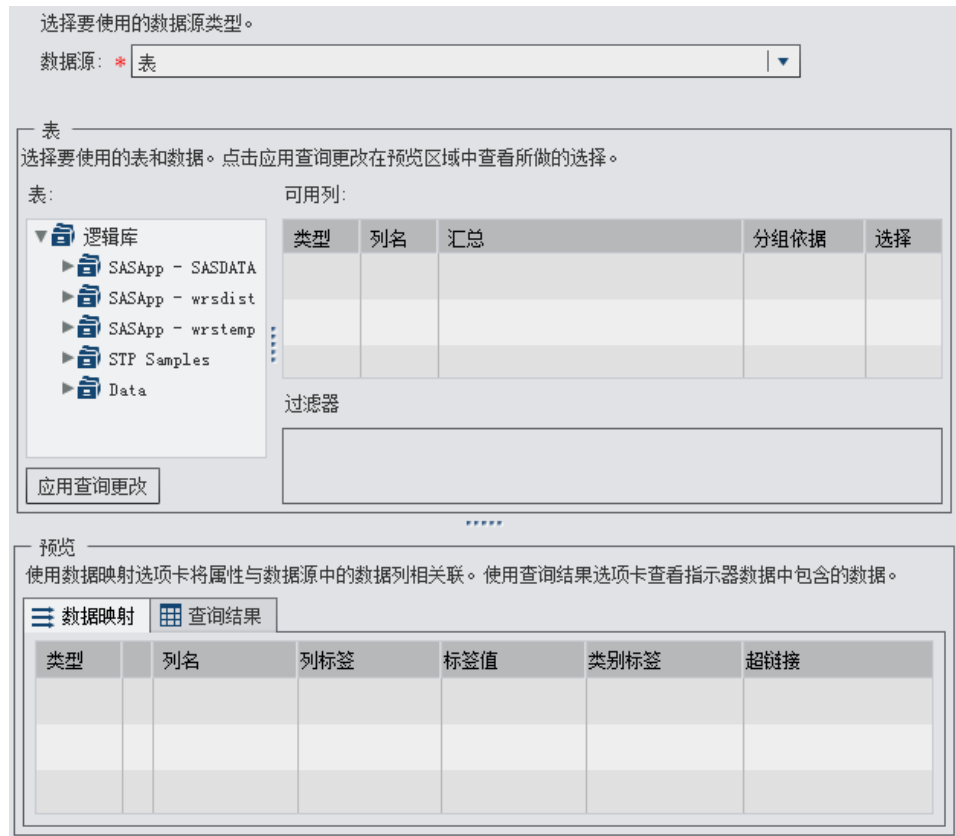 选择要使用的数据源类型。
数据源: * 表
表
选择要使用的表和数据。点击应用查询更改在预览区域中查看所做的选择。
表: 可用列:
类型 列名 汇总 分组依据 选择
逻辑库
SASApp - SASDATA
SASApp - wrsdist
SASApp - wrstemp
STP Samples
Data
过滤器
应用查询更改
预览
使用数据映射选项卡将属性与数据源中的数据列相关联。使用查询结果选项卡查看指示器数据中包含的数据。
数据映射 查询结果
类型 列名 列标签 标签值 类别标签 超链接